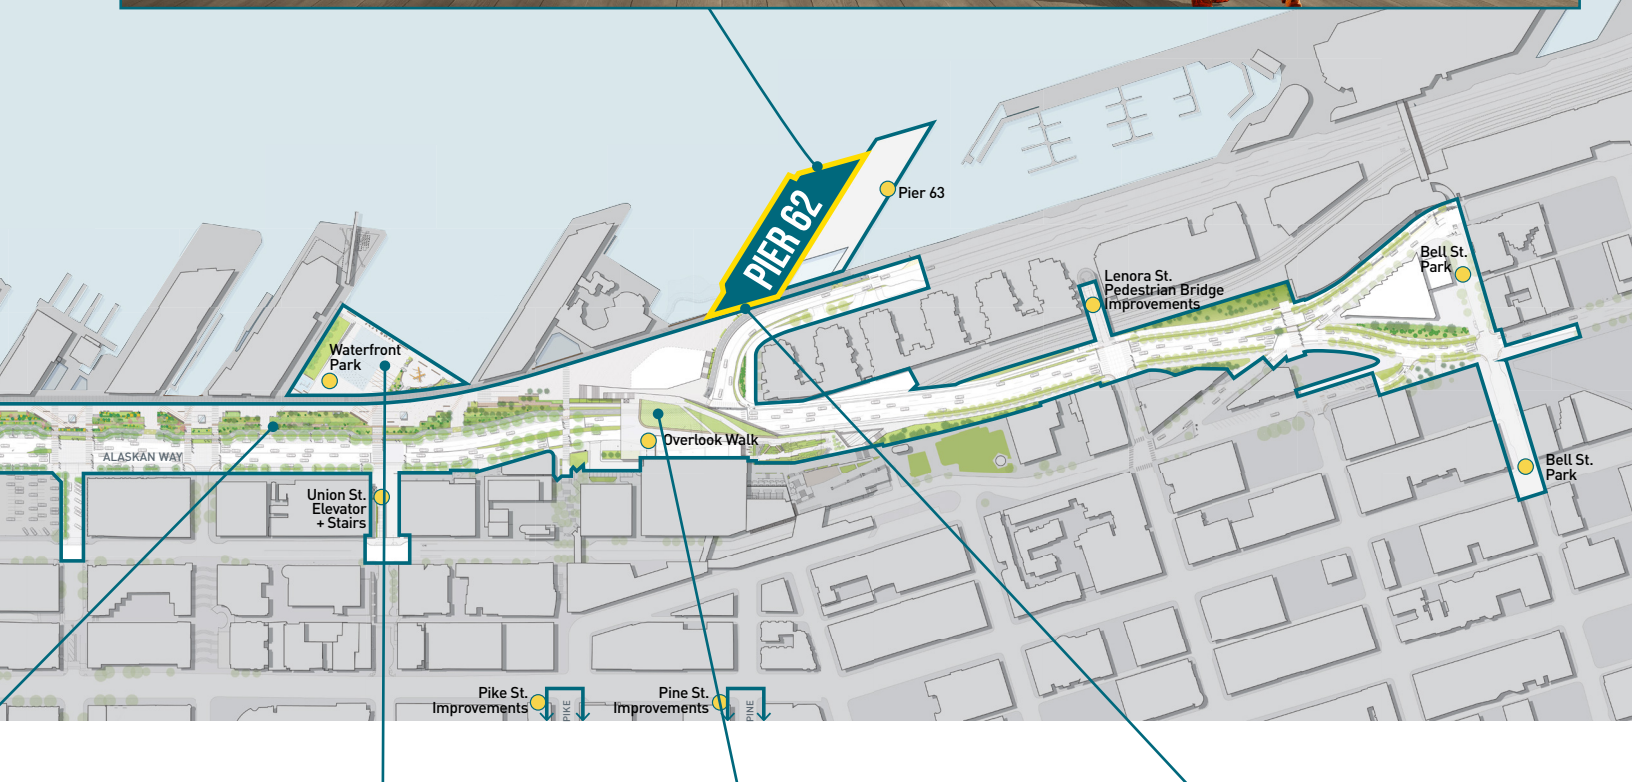 PIER 62
Pier 63
Bell St.
Park
Lenora St.
Pedestrian Bridge
Improvements
Waterfront
Park
Overlook Walk
ALASKAN WAY
Bell St.
Park
Union St.
Elevator
+ Stairs
Pike St.
Improvements
PIKE
Pine St.
Improvements
PINE